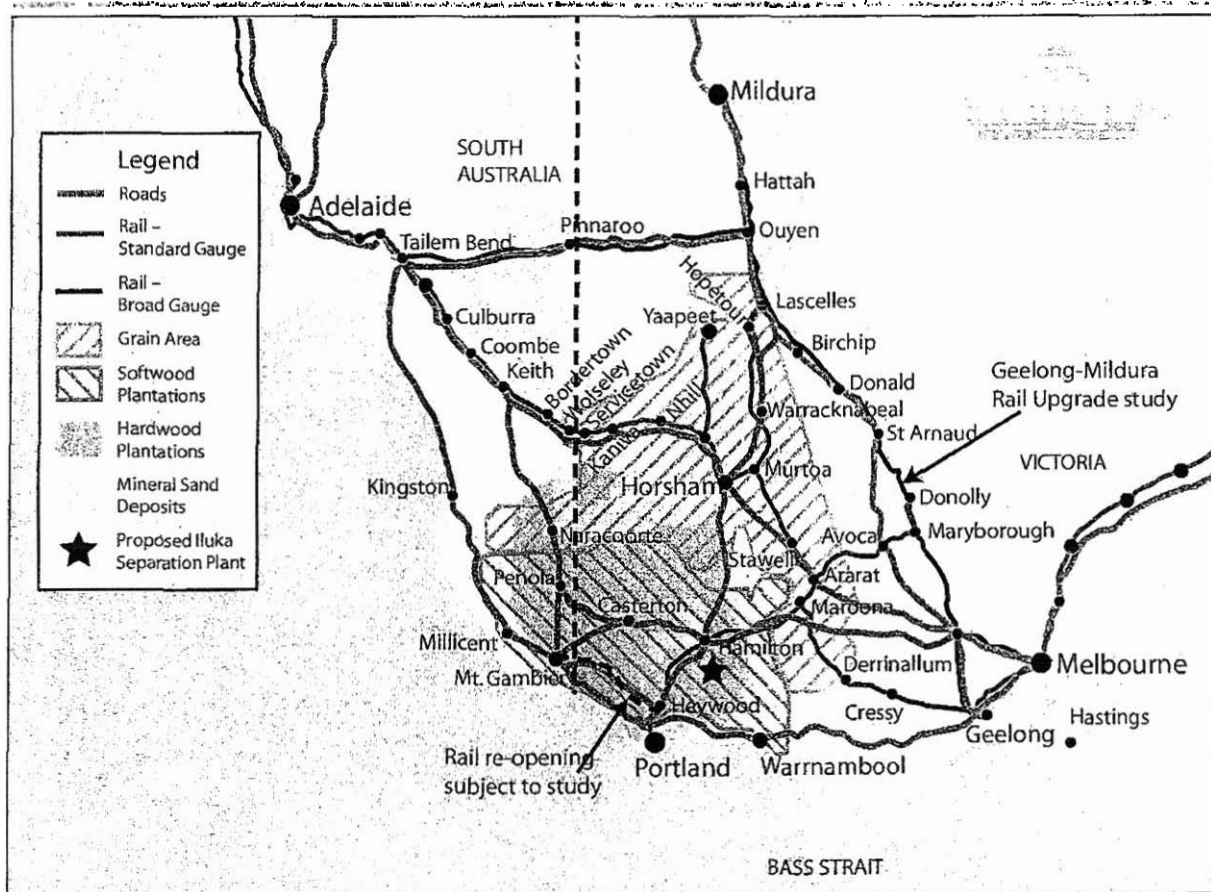 Legend
Roads
Rail –
Standard Gauge
Rail –
Broad Gauge
Grain Area
Softwood
Plantations
Hardwood
Plantations
Mineral Sand
Deposits
Proposed Iluka
Separation Plant
SOUTH
AUSTRALIA
Mildura
Hattah
Adelaide
Tailem Bend
Pinnaroo
Ouyen
Hopetoun
Lascelles
Yaapeet
Culburra
Birchip
Coombe
Keith
Bordertown
Wolseley
Servicetown
Kaniva
Nhill
Donald
Warracknabeal
Geelong-Mildura
Rail Upgrade study
St Arnaud
VICTORIA
Murtoa
Horsham
Kingston
Donolly
Naracoorte
Stawell
Avoca
Maryborough
Penola
Ararat
Casterton
Maroona
Millicent
Hamilton
Mt. Gambier
Derrinallum
Melbourne
Heywood
Cressy
Geelong
Hastings
Rail re-opening
subject to study
Portland
Warrnambool
BASS STRAIT